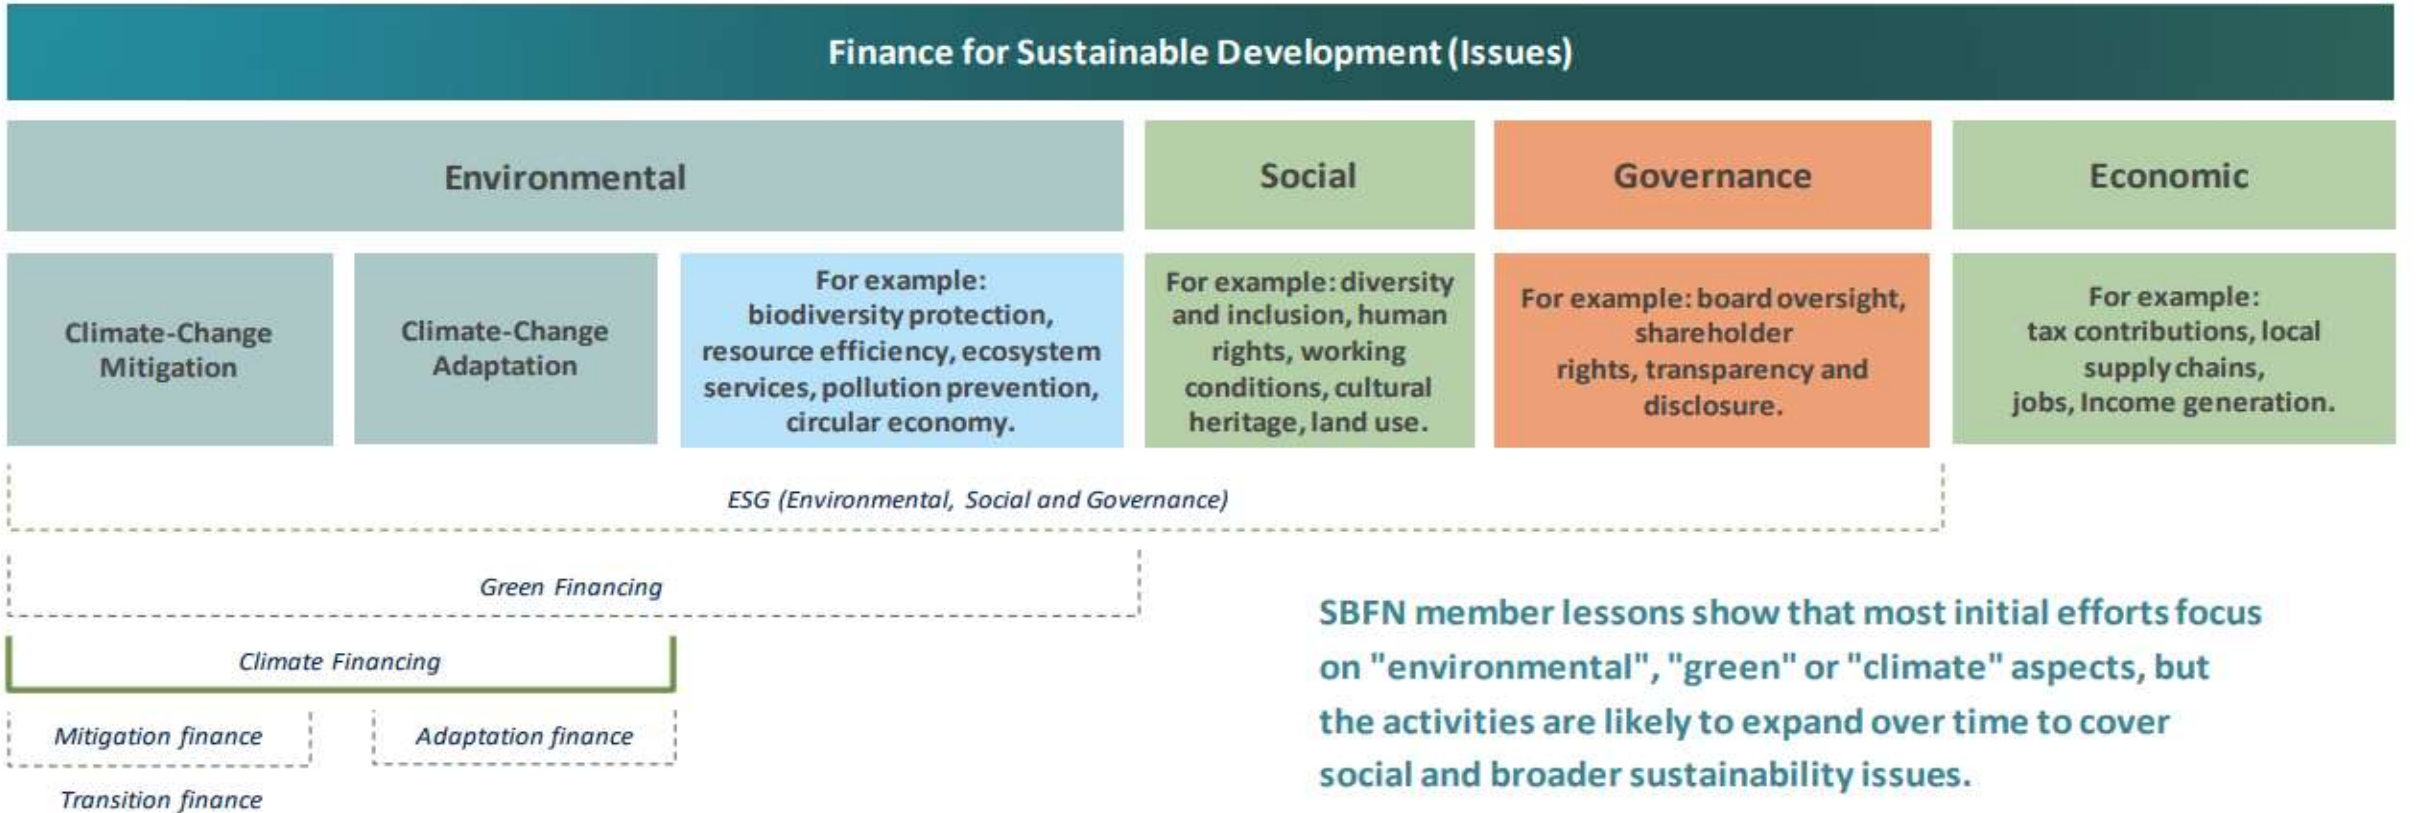 Finance for Sustainable Development (Issues)
Environmental
Social
Governance
Economic
Climate-Change
Mitigation
Climate-Change
Adaptation
For example:
biodiversity protection,
resource efficiency, ecosystem
services, pollution prevention,
circular economy.
For example: diversity
and inclusion, human
rights, working
conditions, cultural
heritage, land use.
For example: board oversight,
shareholder
rights, transparency and
disclosure.
For example:
tax contributions, local
supply chains,
jobs, Income generation.
ESG (Environmental, Social and Governance)
Green Financing
Climate Financing
Mitigation finance
Adaptation finance
Transition finance
SBFN member lessons show that most initial efforts focus
on "environmental", "green" or "climate" aspects, but
the activities are likely to expand over time to cover
social and broader sustainability issues.